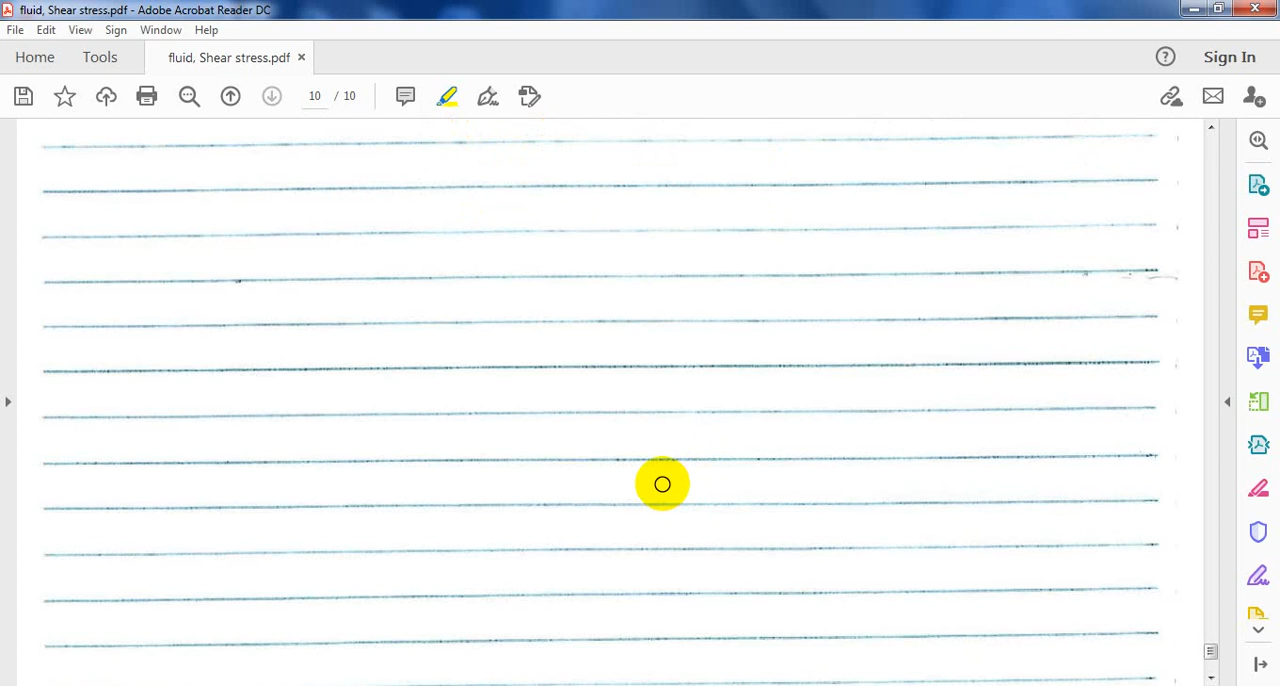 fluid, Shear stress.pdf - Adobe Acrobat Reader DC
File Edit View Sign Window Help
Home Tools fluid, Shear stress.pdf × Sign In
10 / 10